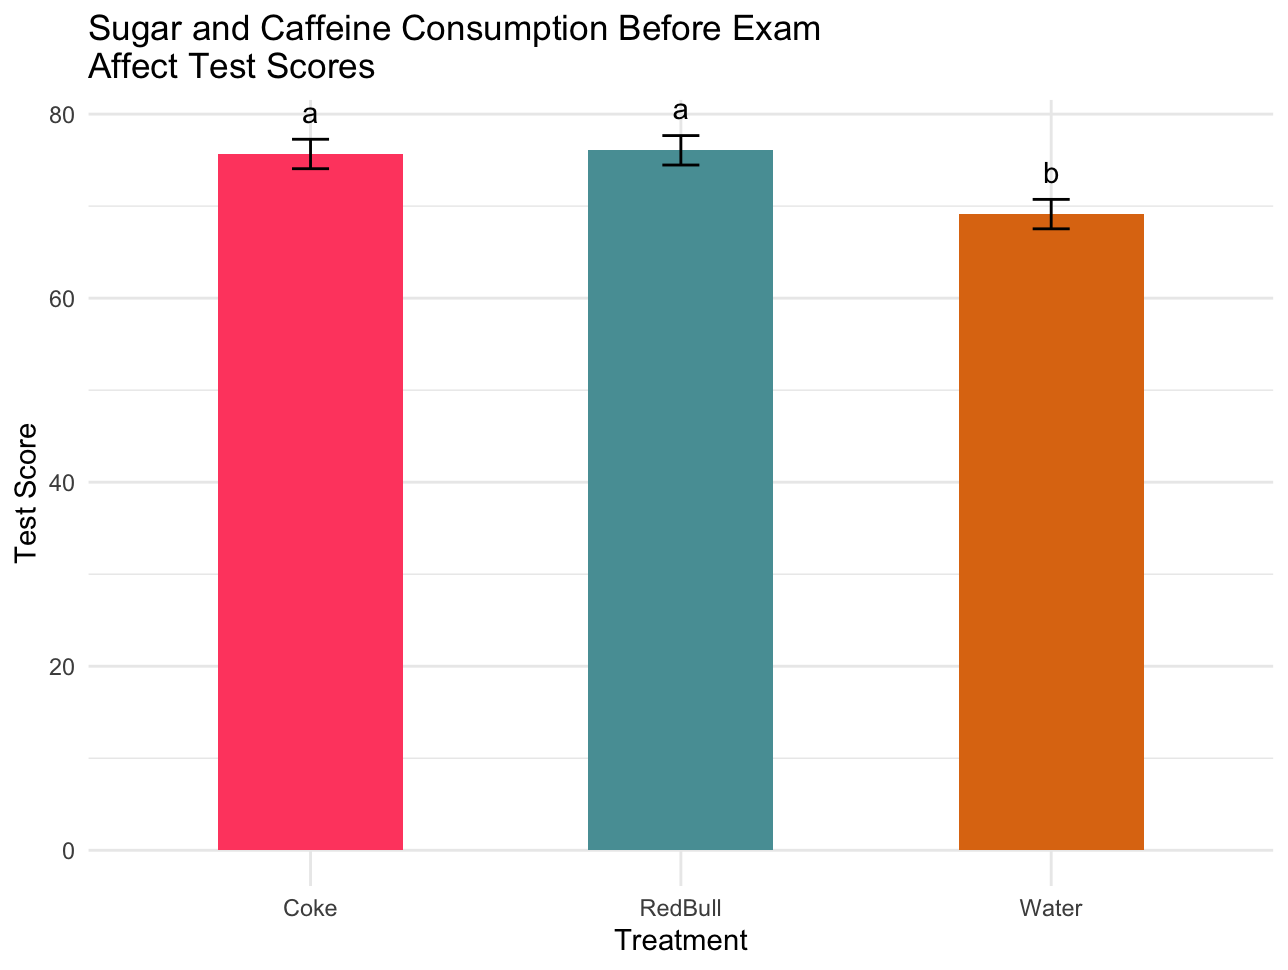 Sugar and Caffeine Consumption Before Exam
Affect Test Scores
80
60
40
20
0
Test Score
a
a
b
Coke
RedBull
Water
Treatment